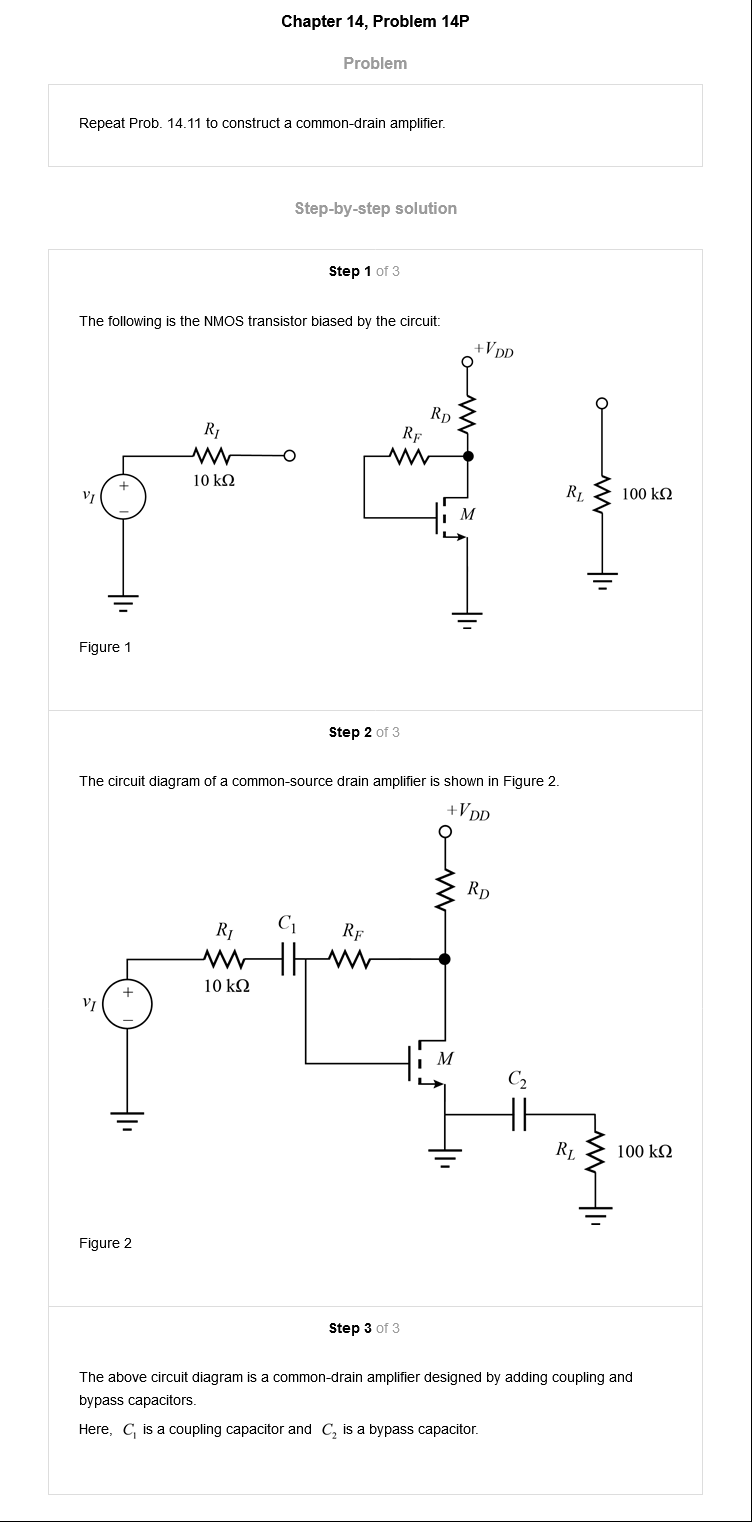 Chapter 14, Problem 14P
Problem
Repeat Prob. 14.11 to construct a common-drain amplifier.
Step-by-step solution
Step 1 of 3
The following is the NMOS transistor biased by the circuit:
+V_DD
R_D
R_I
R_F
10 kΩ
v_I
+
−
M
R_L
100 kΩ
Figure 1
Step 2 of 3
The circuit diagram of a common-source drain amplifier is shown in Figure 2.
+V_DD
R_D
R_I
C_1
R_F
10 kΩ
v_I
+
−
M
C_2
R_L
100 kΩ
Figure 2
Step 3 of 3
The above circuit diagram is a common-drain amplifier designed by adding coupling and
bypass capacitors.
Here, C_1 is a coupling capacitor and C_2 is a bypass capacitor.